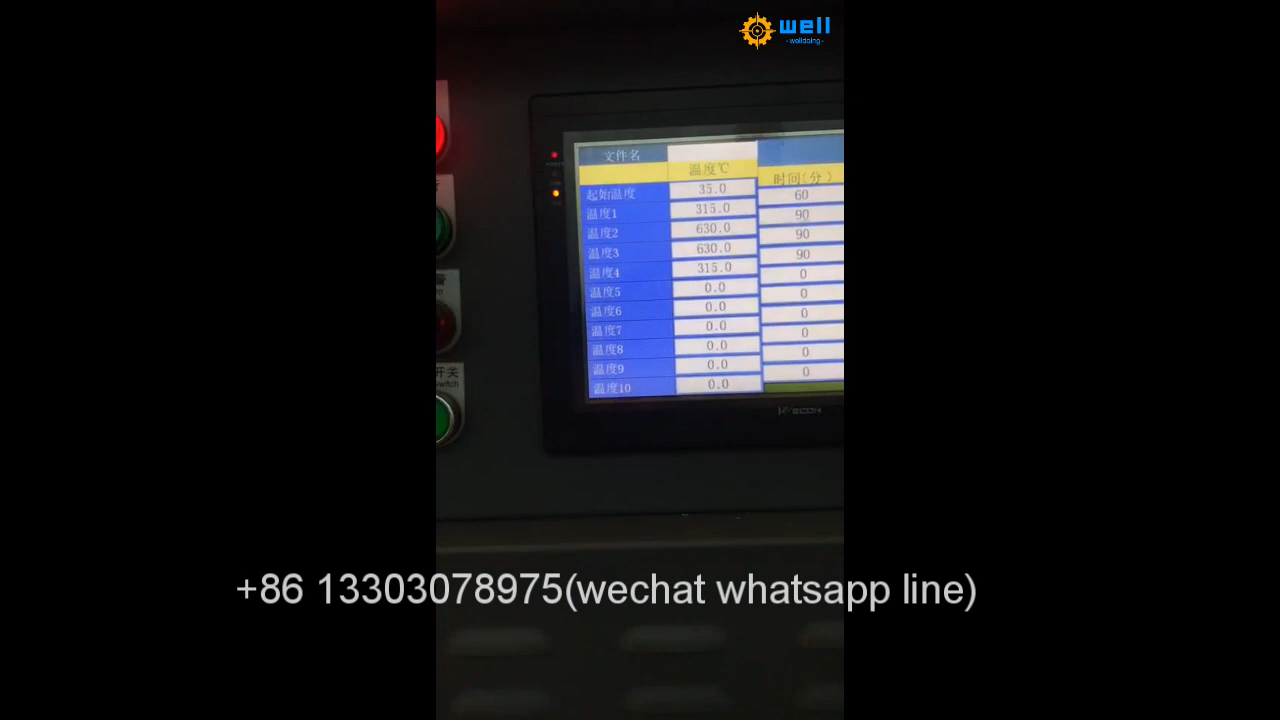 well
-welldoing-
文件名
温度℃ 时间(分)
起始温度 35.0 60
温度1 315.0 90
温度2 630.0 90
温度3 630.0 90
温度4 315.0 0
温度5 0.0 0
温度6 0.0 0
温度7 0.0 0
温度8 0.0 0
温度9 0.0 0
温度10 0.0
开关
Switch
WECON
+86 13303078975(wechat whatsapp line)